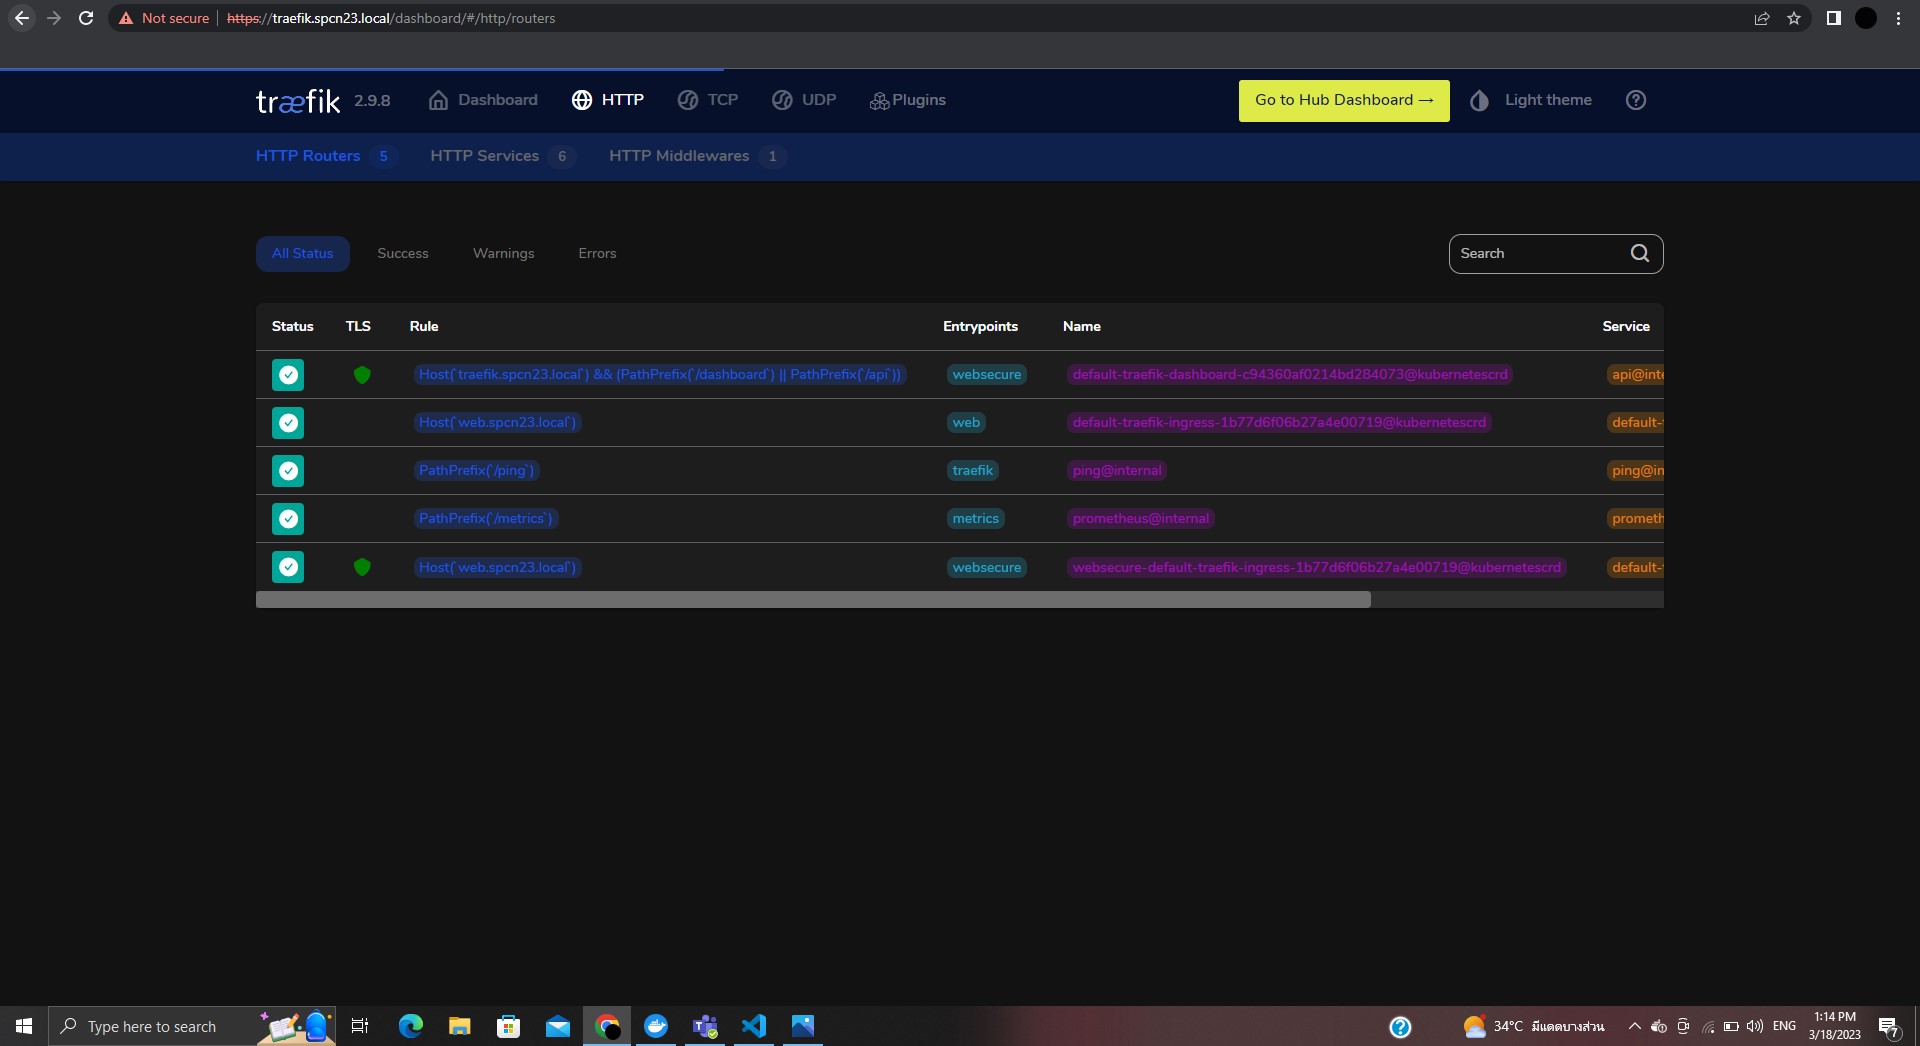 Not secure https://traefik.spcn23.local/dashboard/#/http/routers
træfik 2.9.8 Dashboard HTTP TCP UDP Plugins Go to Hub Dashboard → Light theme
HTTP Routers 5 HTTP Services 6 HTTP Middlewares 1
All Status Success Warnings Errors Search
Status TLS Rule Entrypoints Name Service
Host(`traefik.spcn23.local`) && (PathPrefix(`/dashboard`) || PathPrefix(`/api`)) websecure default-traefik-dashboard-c94360af0214bd284073@kubernetescrd api@inte
Host(`web.spcn23.local`) web default-traefik-ingress-1b77d6f06b27a4e00719@kubernetescrd default-
PathPrefix(`/ping`) traefik ping@internal ping@in
PathPrefix(`/metrics`) metrics prometheus@internal prometh
Host(`web.spcn23.local`) websecure websecure-default-traefik-ingress-1b77d6f06b27a4e00719@kubernetescrd default-
Type here to search 34°C มีแดดบางส่วน ENG 1:14 PM
3/18/2023 7